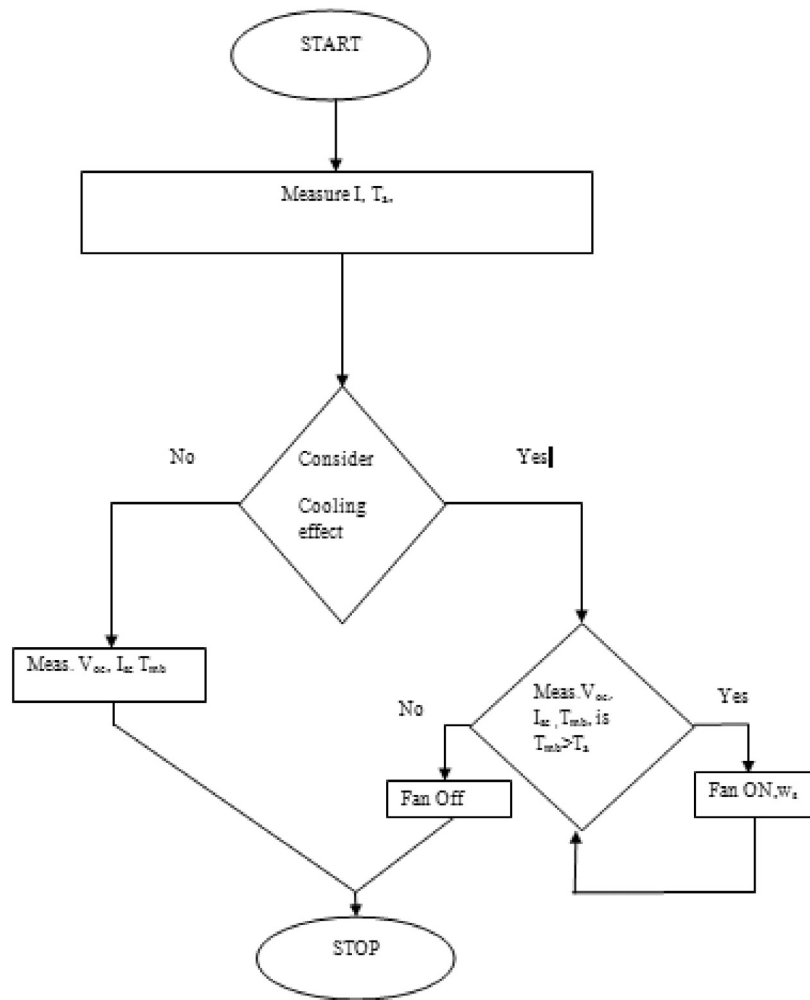 START
Measure I, Tₐ,
No
Consider
Yes
Cooling
effect
Meas. Vₒc, Iₛc Tₘb
No
Meas.Vₒc,
Iₛc ,Tₘb, is
Tₘb>Tₐ
Yes
Fan Off
Fan ON,wₛ
STOP